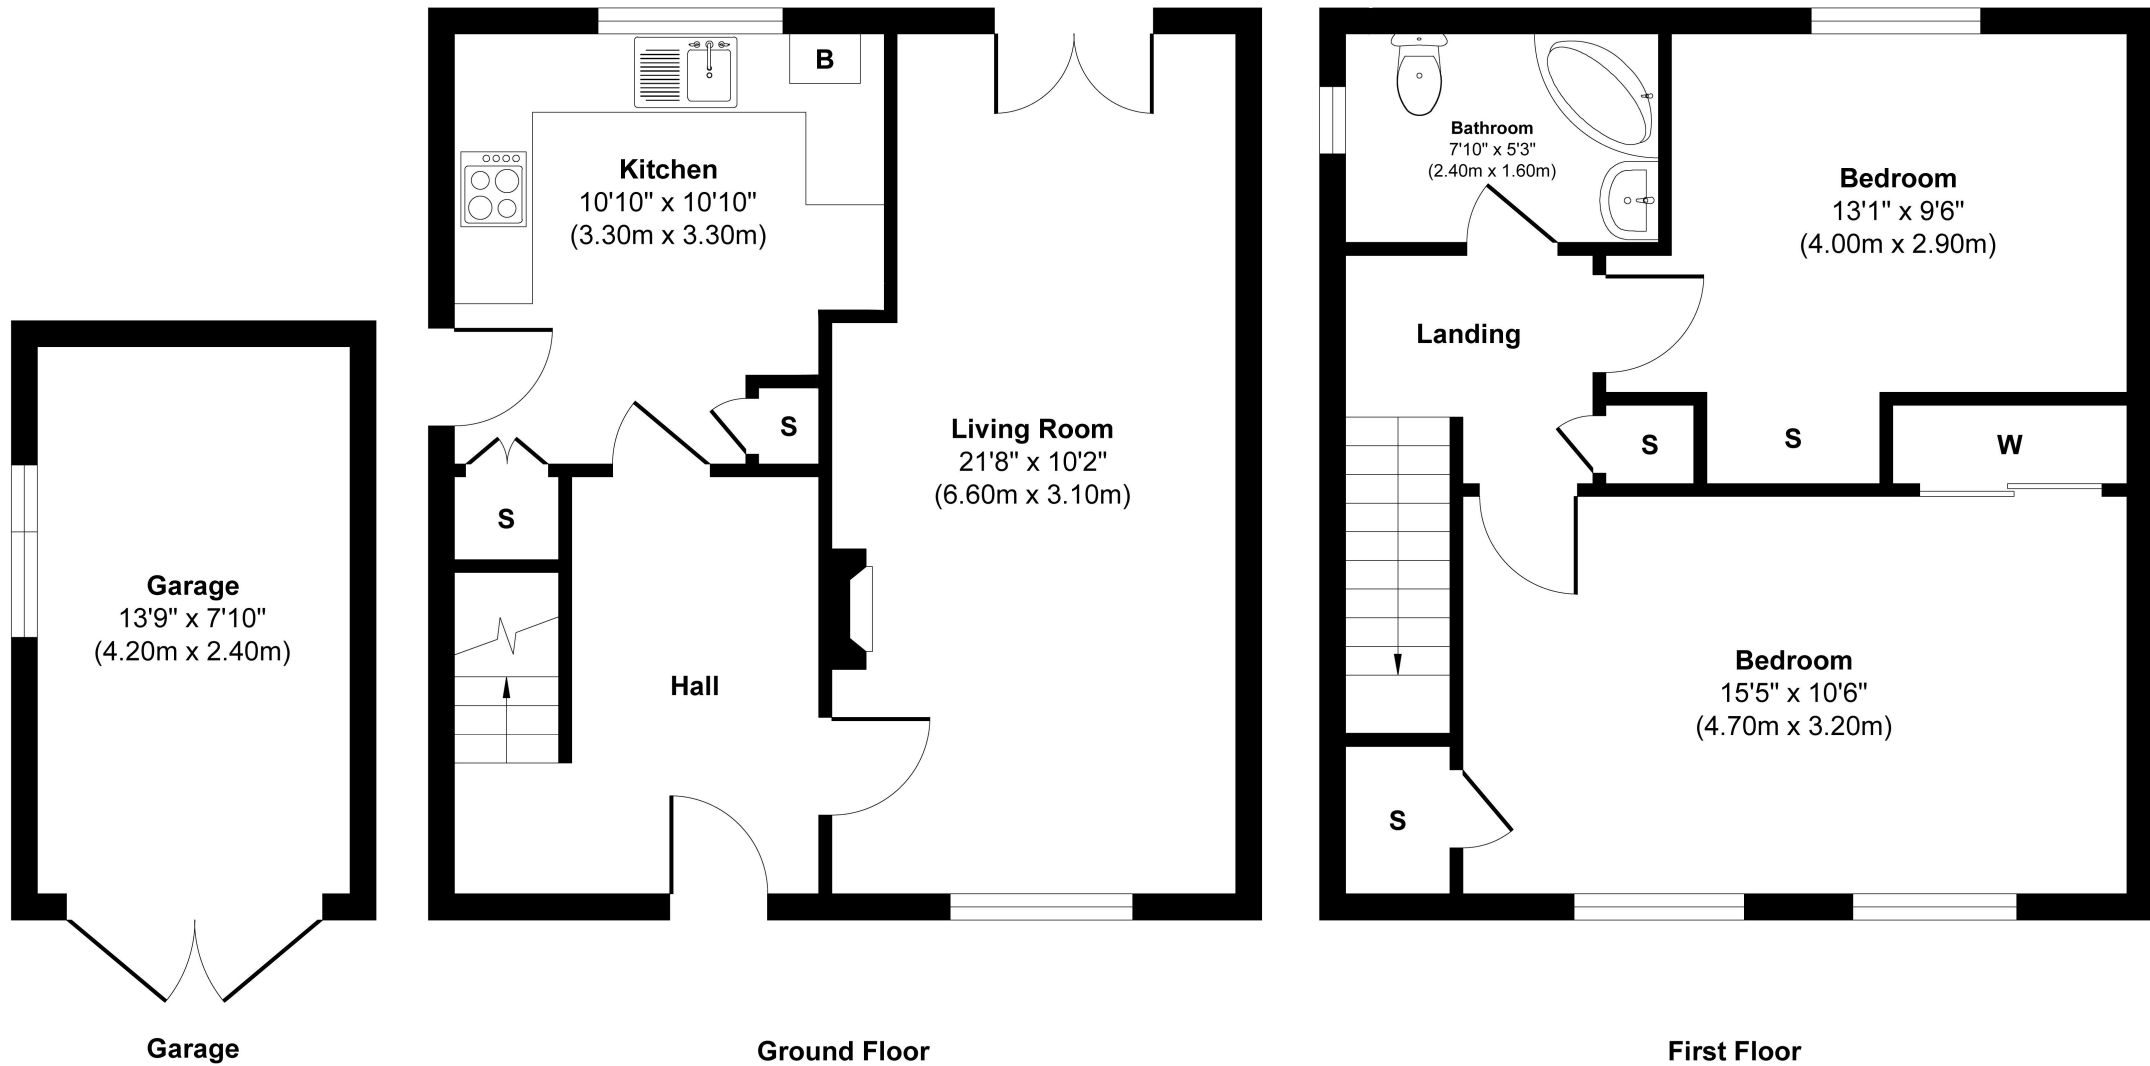 Garage
13'9" x 7'10"
(4.20m x 2.40m)
Garage
B
Kitchen
10'10" x 10'10"
(3.30m x 3.30m)
S
S
Living Room
21'8" x 10'2"
(6.60m x 3.10m)
Hall
Ground Floor
Bathroom
7'10" x 5'3"
(2.40m x 1.60m)
Bedroom
13'1" x 9'6"
(4.00m x 2.90m)
Landing
S
S
W
Bedroom
15'5" x 10'6"
(4.70m x 3.20m)
S
First Floor